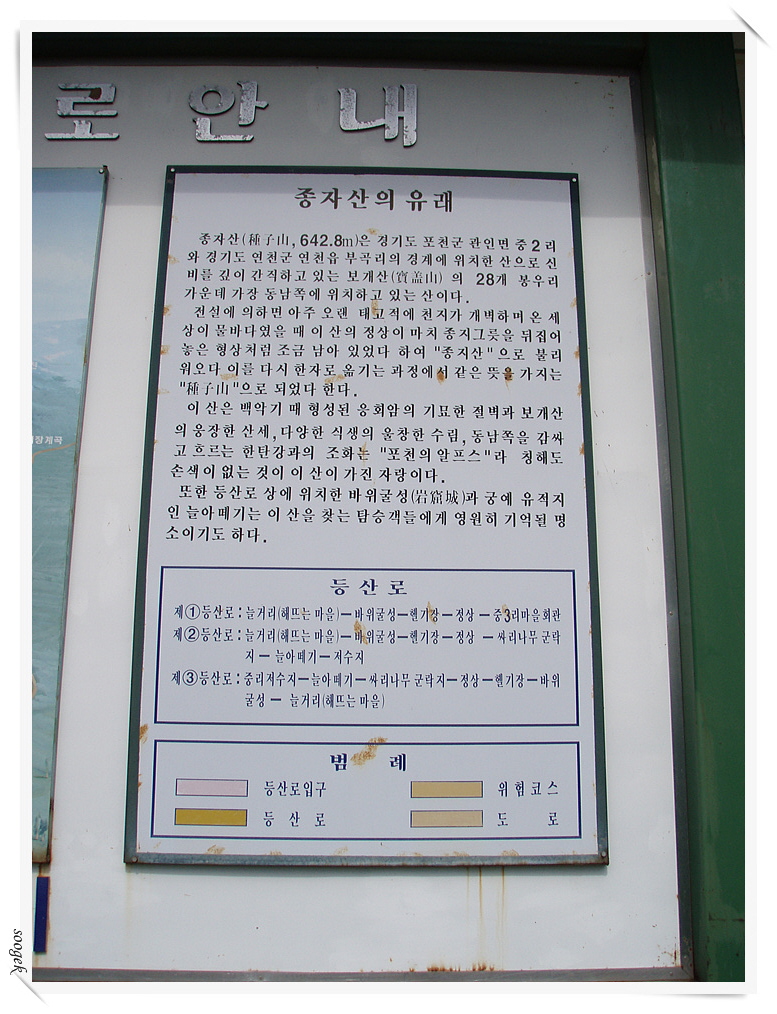 로 안 내
종자산의 유래
종자산(種子山, 642.8m)은 경기도 포천군 관인면 중2리
와 경기도 연천군 연천읍 부곡리의 경계에 위치한 산으로 신
비를 깊이 간직하고 있는 보개산(寶盖山) 의 28개 봉우리
가운데 가장 동남쪽에 위치하고 있는 산이다.
전설에 의하면 아주 오랜 태고적에 천지가 개벽하며 온 세
상이 물바다였을 때 이 산의 정상이 마치 종지그릇을 뒤집어
놓은 형상처럼 조금 남아 있었다 하여 "종지산" 으로 불리
위오다 이를 다시 한자로 옮기는 과정에서 같은 뜻을 가지는
"種子山"으로 되었다 한다.
이 산은 백악기 때 형성된 응회암의 기묘한 절벽과 보개산
의 웅장한 산세, 다양한 식생의 울창한 수림, 동남쪽을 감싸
고 흐르는 한탄강과의 조화는 "포천의 알프스"라 칭해도
손색이 없는 것이 이 산이 가진 자랑이다.
또한 등산로 상에 위치한 바위굴성(岩窟城)과 궁예 유적지
인 늘아떼기는 이 산을 찾는 탐승객들에게 영원히 기억될 명
소이기도 하다.
등 산 로
제①등산로:늘거리(해뜨는 마을)ー바위굴성ー헬기장ー정상 ー중3리마을회관
제②등산로:늘거리(해뜨는 마을)ー바위굴성ー헬기장ー정상 ー 싸리나무 군락
지ー 늘아떼기ー저수지
제③등산로:중리저수지ー늘아떼기ー싸리나무 군락지ー정상ー헬기장ー바위
굴성 ー 늘거리(해뜨는 마을)
범 례
등산로입구 위험코스
등 산 로 도 로
soogek